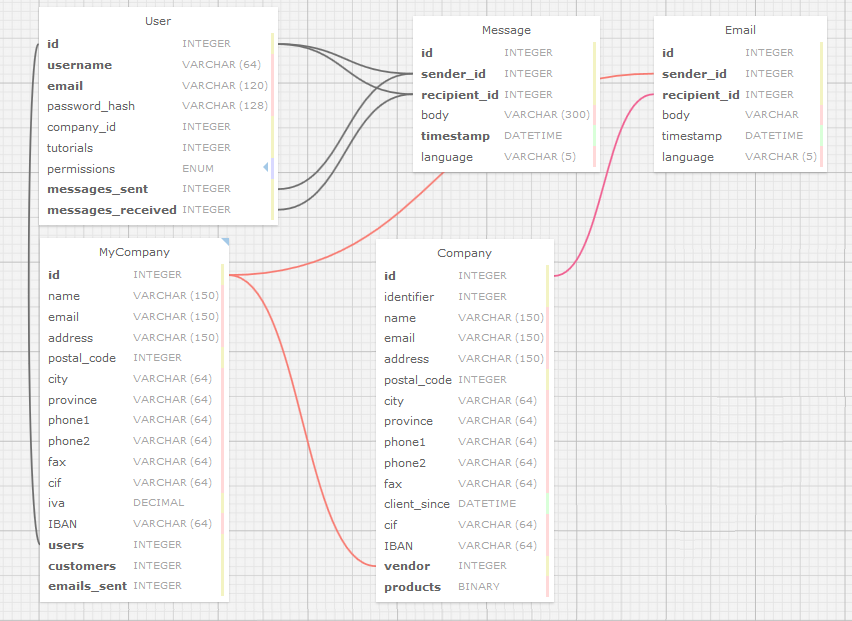 User
id INTEGER
username VARCHAR (64)
email VARCHAR (120)
password_hash VARCHAR (128)
company_id INTEGER
tutorials INTEGER
permissions ENUM
messages_sent INTEGER
messages_received INTEGER
Message
id INTEGER
sender_id INTEGER
recipient_id INTEGER
body VARCHAR (300)
timestamp DATETIME
language VARCHAR (5)
Email
id INTEGER
sender_id INTEGER
recipient_id INTEGER
body VARCHAR
timestamp DATETIME
language VARCHAR (5)
MyCompany
id INTEGER
name VARCHAR (150)
email VARCHAR (150)
address VARCHAR (150)
postal_code INTEGER
city VARCHAR (64)
province VARCHAR (64)
phone1 VARCHAR (64)
phone2 VARCHAR (64)
fax VARCHAR (64)
cif VARCHAR (64)
iva DECIMAL
IBAN VARCHAR (64)
users INTEGER
customers INTEGER
emails_sent INTEGER
Company
id INTEGER
identifier INTEGER
name VARCHAR (150)
email VARCHAR (150)
address VARCHAR (150)
postal_code INTEGER
city VARCHAR (64)
province VARCHAR (64)
phone1 VARCHAR (64)
phone2 VARCHAR (64)
fax VARCHAR (64)
client_since DATETIME
cif VARCHAR (64)
IBAN VARCHAR (64)
vendor INTEGER
products BINARY